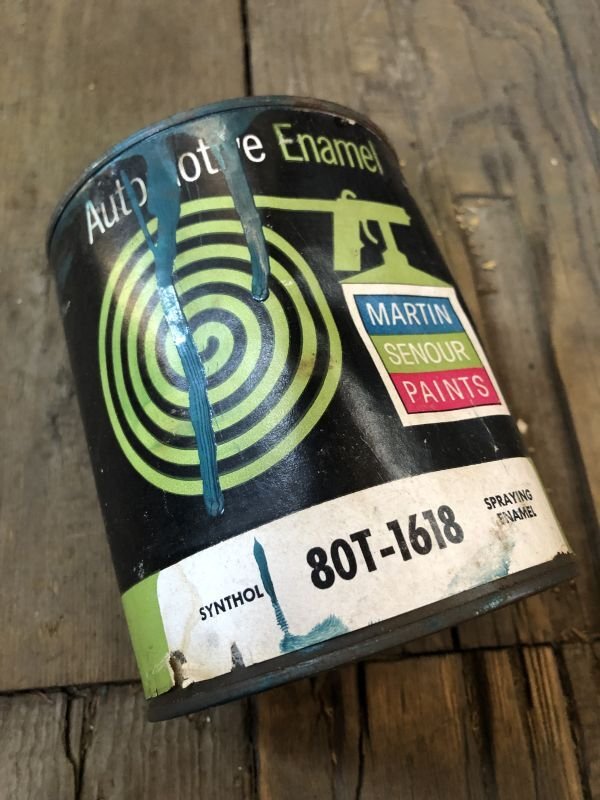 Automotive Enamel
MARTIN
SENOUR
PAINTS
SYNTHOL
80T-1618
SPRAYING
ENAMEL